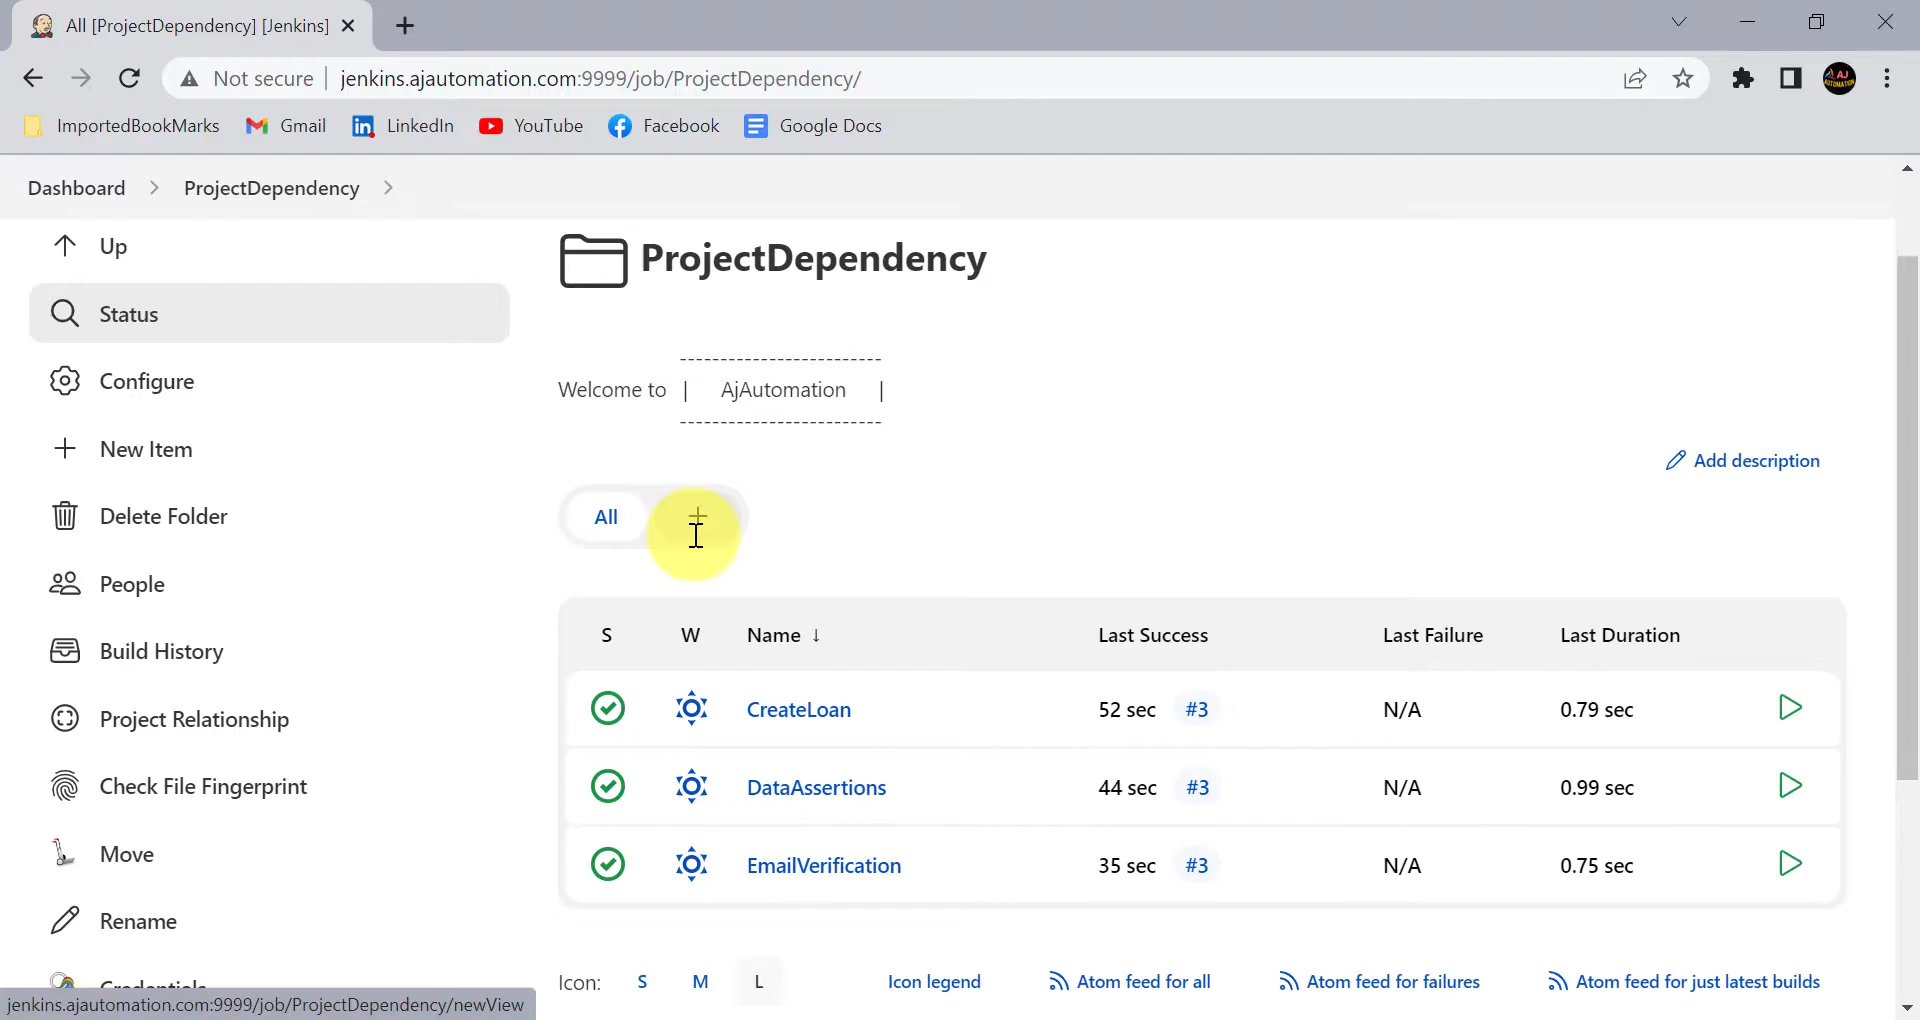 All [ProjectDependency] [Jenkins]
Not secure | jenkins.ajautomation.com:9999/job/ProjectDependency/
AJ AUTOMATION
ImportedBookMarks Gmail LinkedIn YouTube Facebook Google Docs
Dashboard ProjectDependency
Up
Status
Configure
New Item
Delete Folder
People
Build History
Project Relationship
Check File Fingerprint
Move
Rename
Credentials
ProjectDependency
-------------------------
Welcome to | AjAutomation |
-------------------------
Add description
All +
S W Name ↓ Last Success Last Failure Last Duration
CreateLoan 52 sec #3 N/A 0.79 sec
DataAssertions 44 sec #3 N/A 0.99 sec
EmailVerification 35 sec #3 N/A 0.75 sec
Icon: S M L Icon legend Atom feed for all Atom feed for failures Atom feed for just latest builds
jenkins.ajautomation.com:9999/job/ProjectDependency/newView